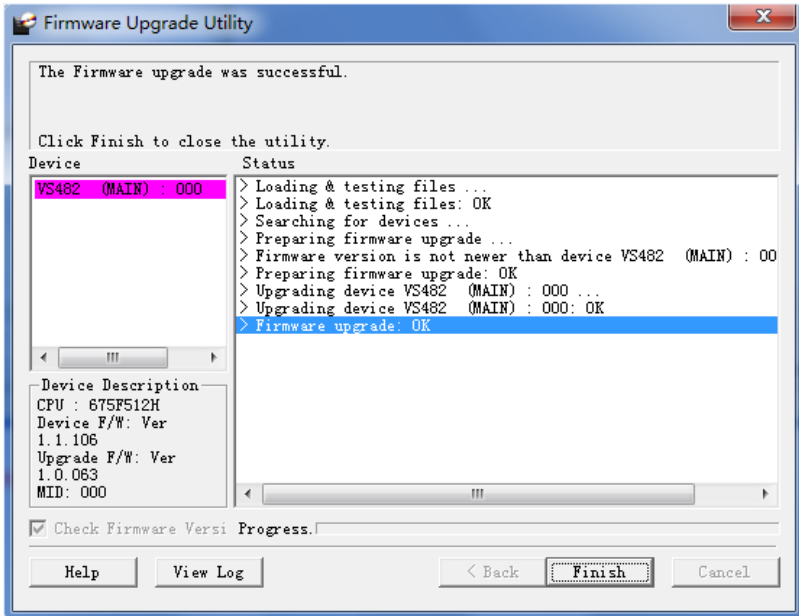 Firmware Upgrade Utility
The Firmware upgrade was successful.
Click Finish to close the utility.
Device
VS482 (MAIN) : 000
Status
> Loading & testing files ...
> Loading & testing files: OK
> Searching for devices ...
> Preparing firmware upgrade ...
> Firmware version is not newer than device VS482 (MAIN) : 00
> Preparing firmware upgrade: OK
> Upgrading device VS482 (MAIN) : 000 ...
> Upgrading device VS482 (MAIN) : 000: OK
> Firmware upgrade: OK
Device Description
CPU : 675F512H
Device F/W: Ver
1.1.106
Upgrade F/W: Ver
1.0.063
MID: 000
Check Firmware Versi Progress.
Help View Log < Back Finish Cancel